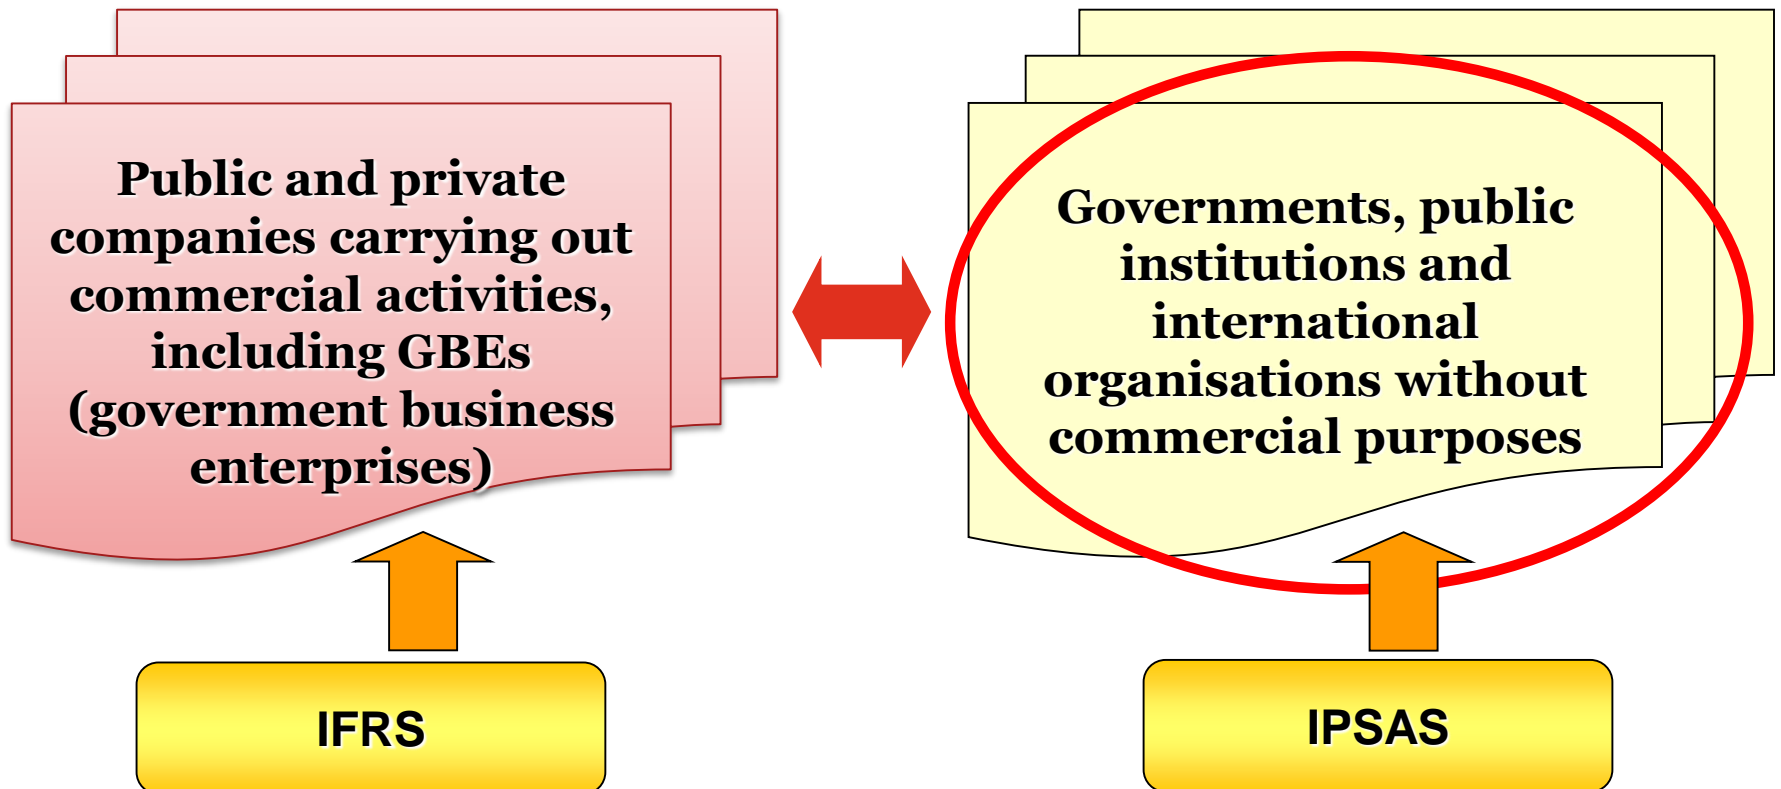 Public and private
companies carrying out
commercial activities,
including GBEs
(government business
enterprises)
Governments, public
institutions and
international
organisations without
commercial purposes
IFRS
IPSAS